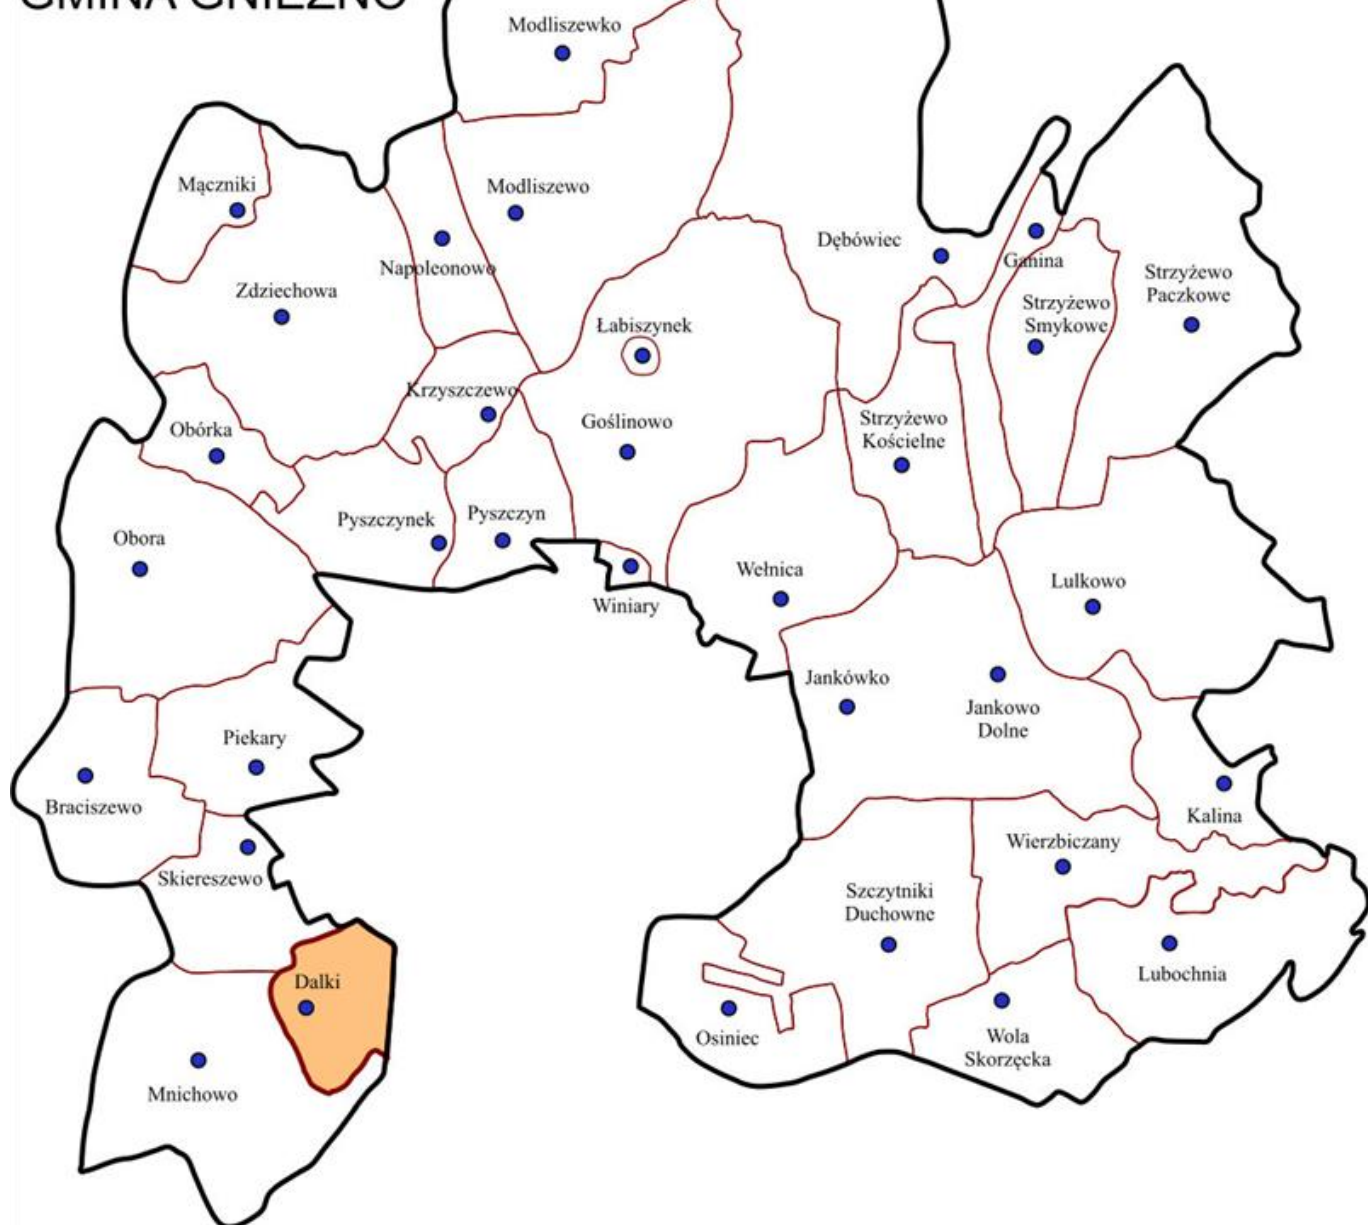 GMINA GNIEZNO
Modliszewko
Mączniki
Modliszewo
Dębówiec
Napoleonowo
Ganina
Strzyżewo
Paczkowe
Zdziechowa
Strzyżewo
Smykowe
Łabiszynek
Krzyszczewo
Obórka
Goślinowo
Strzyżewo
Kościelne
Pyszczynek
Pyszczyn
Obora
Wełnica
Lulkowo
Winiary
Jankówko
Jankowo
Dolne
Piekary
Braciszewo
Kalina
Wierzbiczany
Skiereszewo
Szczytniki
Duchowne
Dalki
Lubochnia
Osiniec
Wola
Skorzęcka
Mnichowo